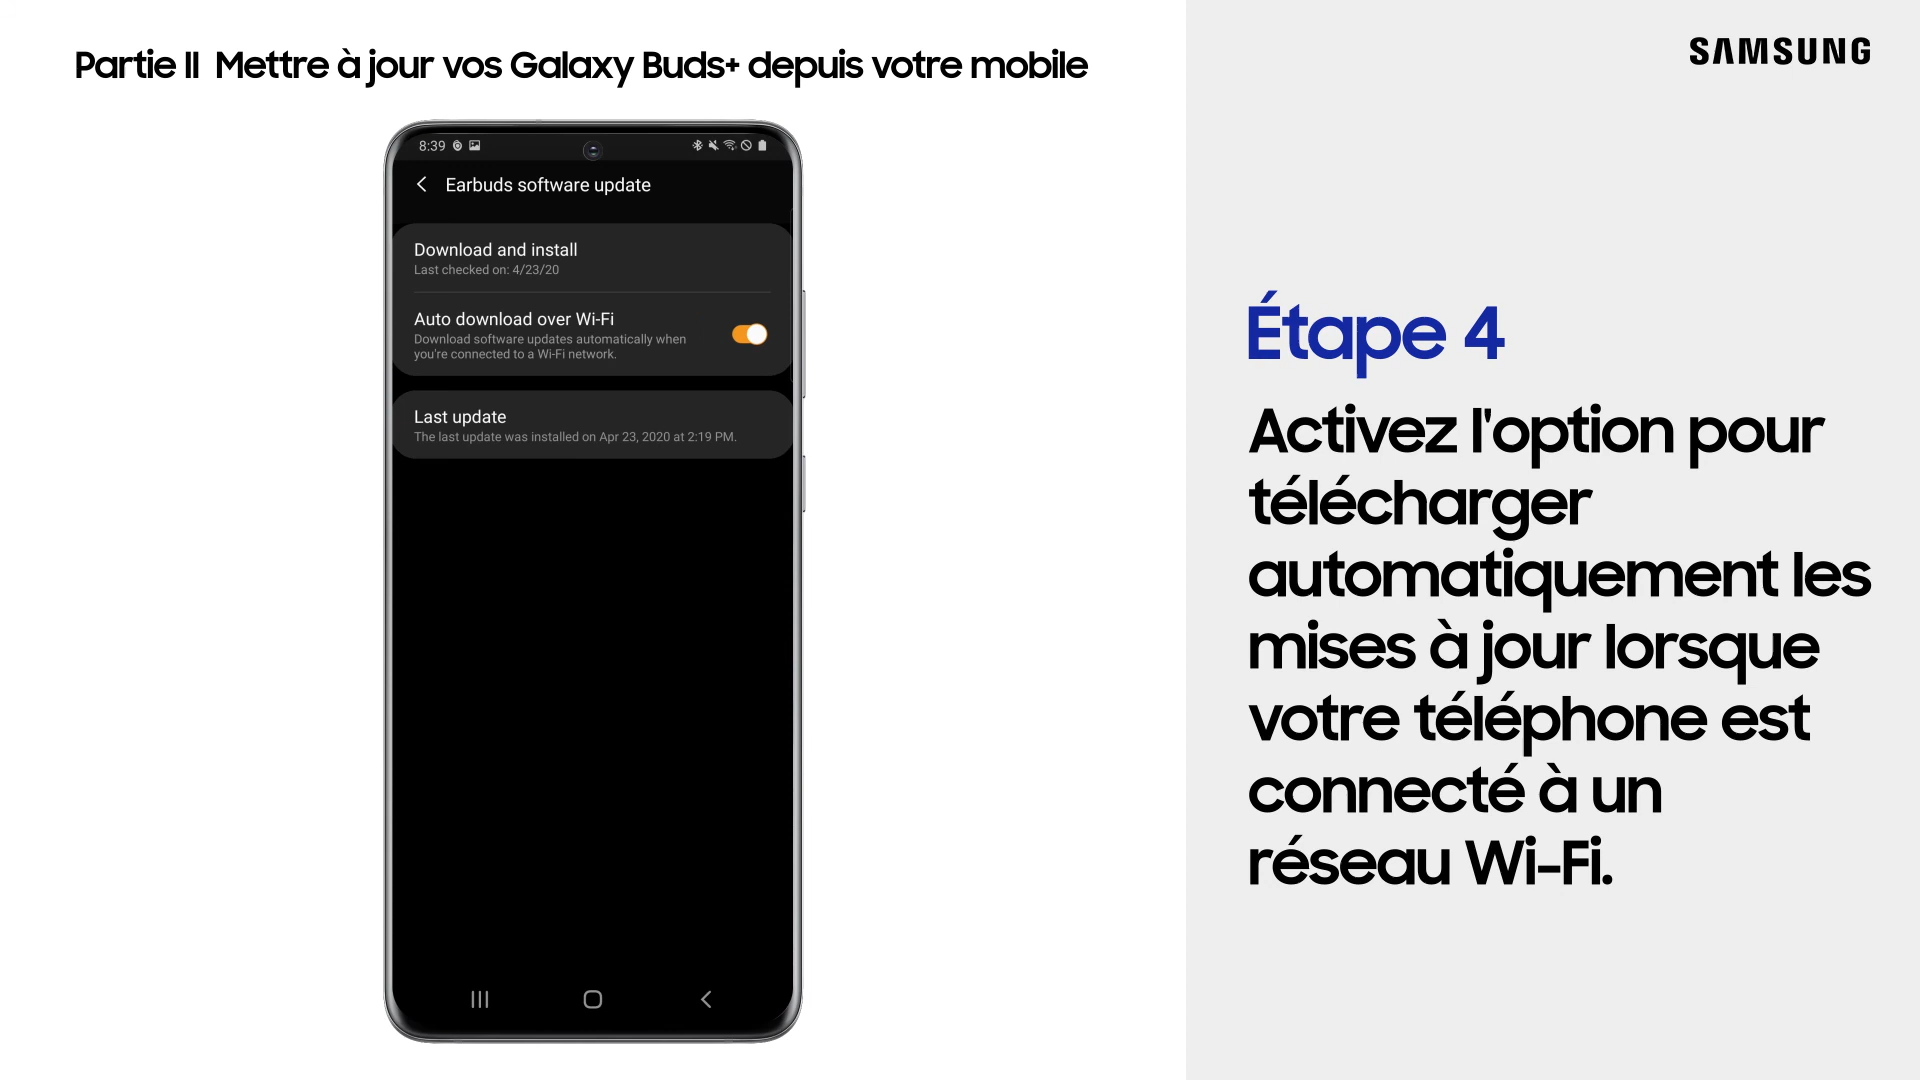 Partie II Mettre à jour vos Galaxy Buds+ depuis votre mobile
SAMSUNG
8:39
Earbuds software update
Download and install
Last checked on: 4/23/20
Auto download over Wi-Fi
Download software updates automatically when
you're connected to a Wi-Fi network.
Last update
The last update was installed on Apr 23, 2020 at 2:19 PM.
Étape 4
Activez l'option pour
télécharger
automatiquement les
mises à jour lorsque
votre téléphone est
connecté à un
réseau Wi-Fi.